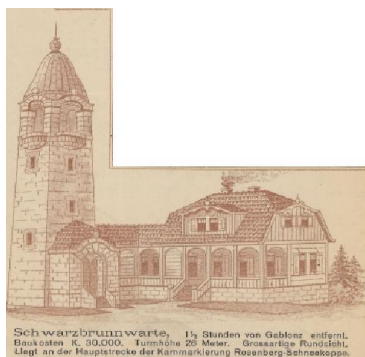 Schwarzbrunnwarte, 1½ Stunden von Gablonz entfernt.
Baukosten K. 30,000. Turmhöhe 26 Meter. Grossartige Rundsicht.
Liegt an der Hauptstrecke der Kammarkierung Rosenberg-Schneekoppe.